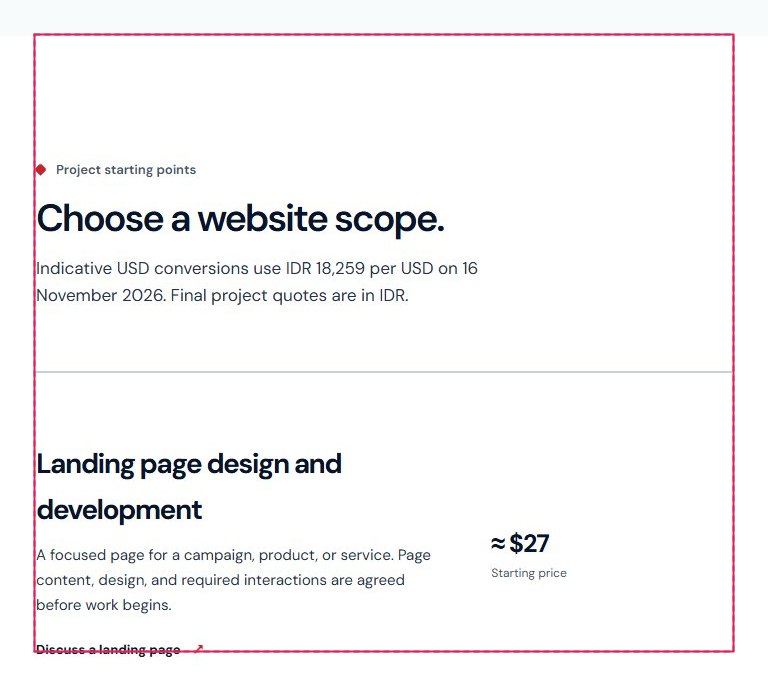 Project starting points
Choose a website scope.
Indicative USD conversions use IDR 18,259 per USD on 16
November 2026. Final project quotes are in IDR.
Landing page design and
development
A focused page for a campaign, product, or service. Page
content, design, and required interactions are agreed
before work begins.
≈ $27
Starting price
Discuss a landing page ↗